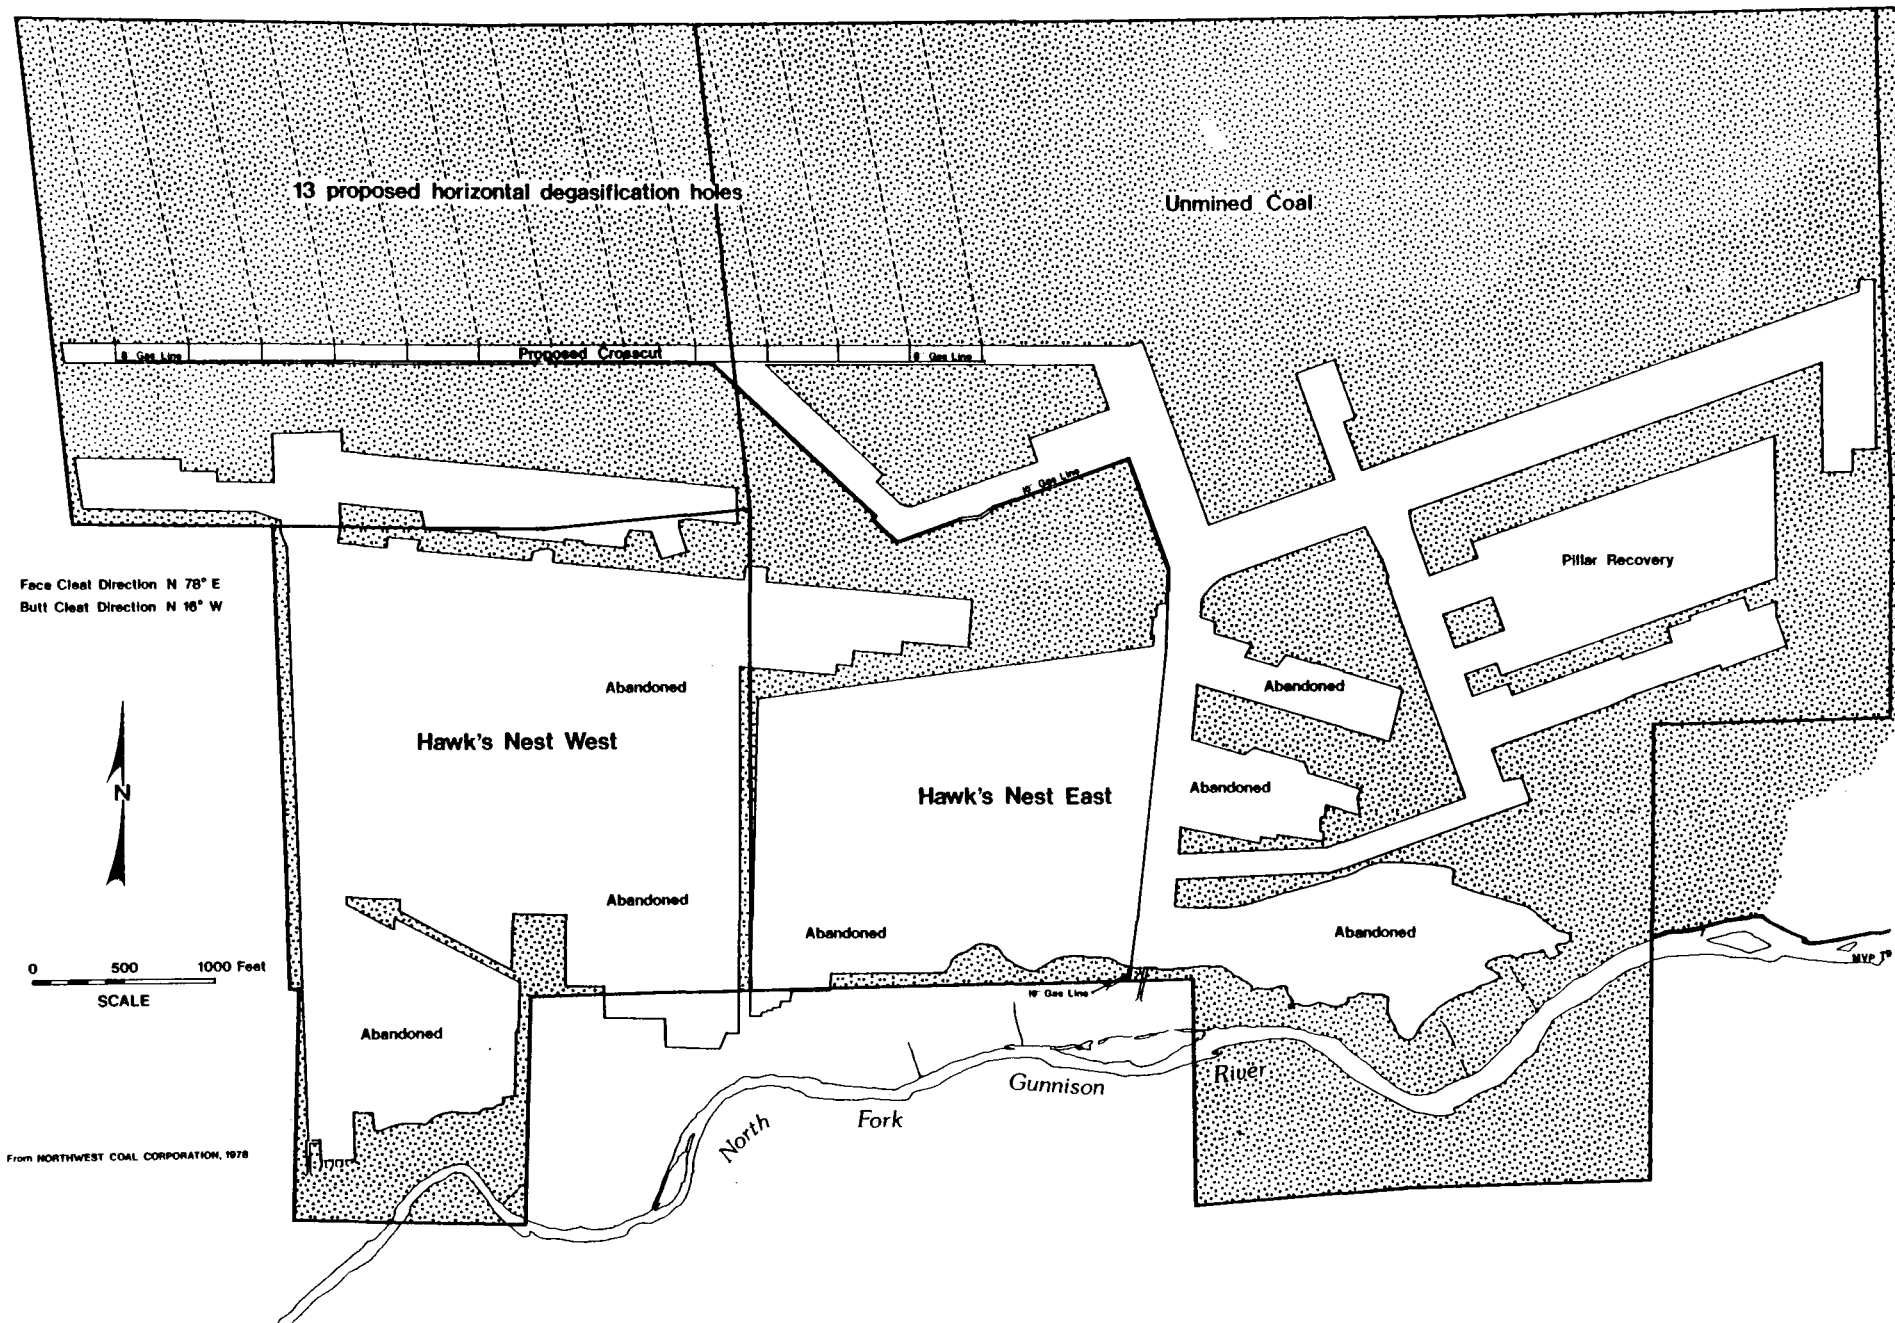 13 proposed horizontal degasification holes
Unmined Coal
8" Gas Line
Proposed Crosscut
8" Gas Line
Gas Line
Face Cleat Direction N 78° E
Butt Cleat Direction N 16° W
Pillar Recovery
Abandoned
Abandoned
Hawk's Nest West
Abandoned
Hawk's Nest East
N
Abandoned
Abandoned
Abandoned
0 500 1000 Feet
SCALE
Gas Line
Abandoned
North Fork Gunnison River
From NORTHWEST COAL CORPORATION, 1978